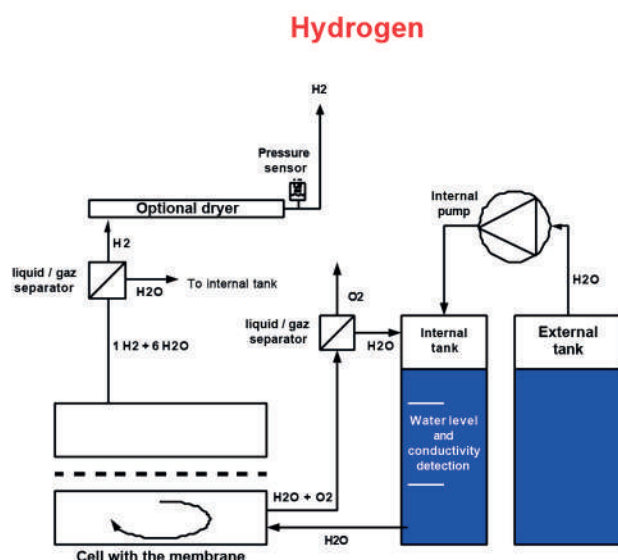 Hydrogen
H2
Pressure
sensor
Optional dryer
Internal
pump
H2
liquid / gaz
separator
H2O
To internal tank
O2
H2O
liquid / gaz
separator
H2O
Internal
tank
External
tank
1 H2 + 6 H2O
Water level
and
conductivity
detection
H2O + O2
H2O
Cell with the membrane